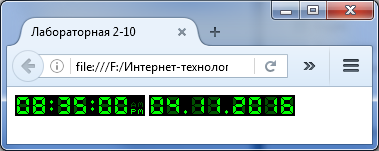 Лабораторная 2-10
file:///F:/Интернет-технолог
08:35:00 PM 04.11.2016